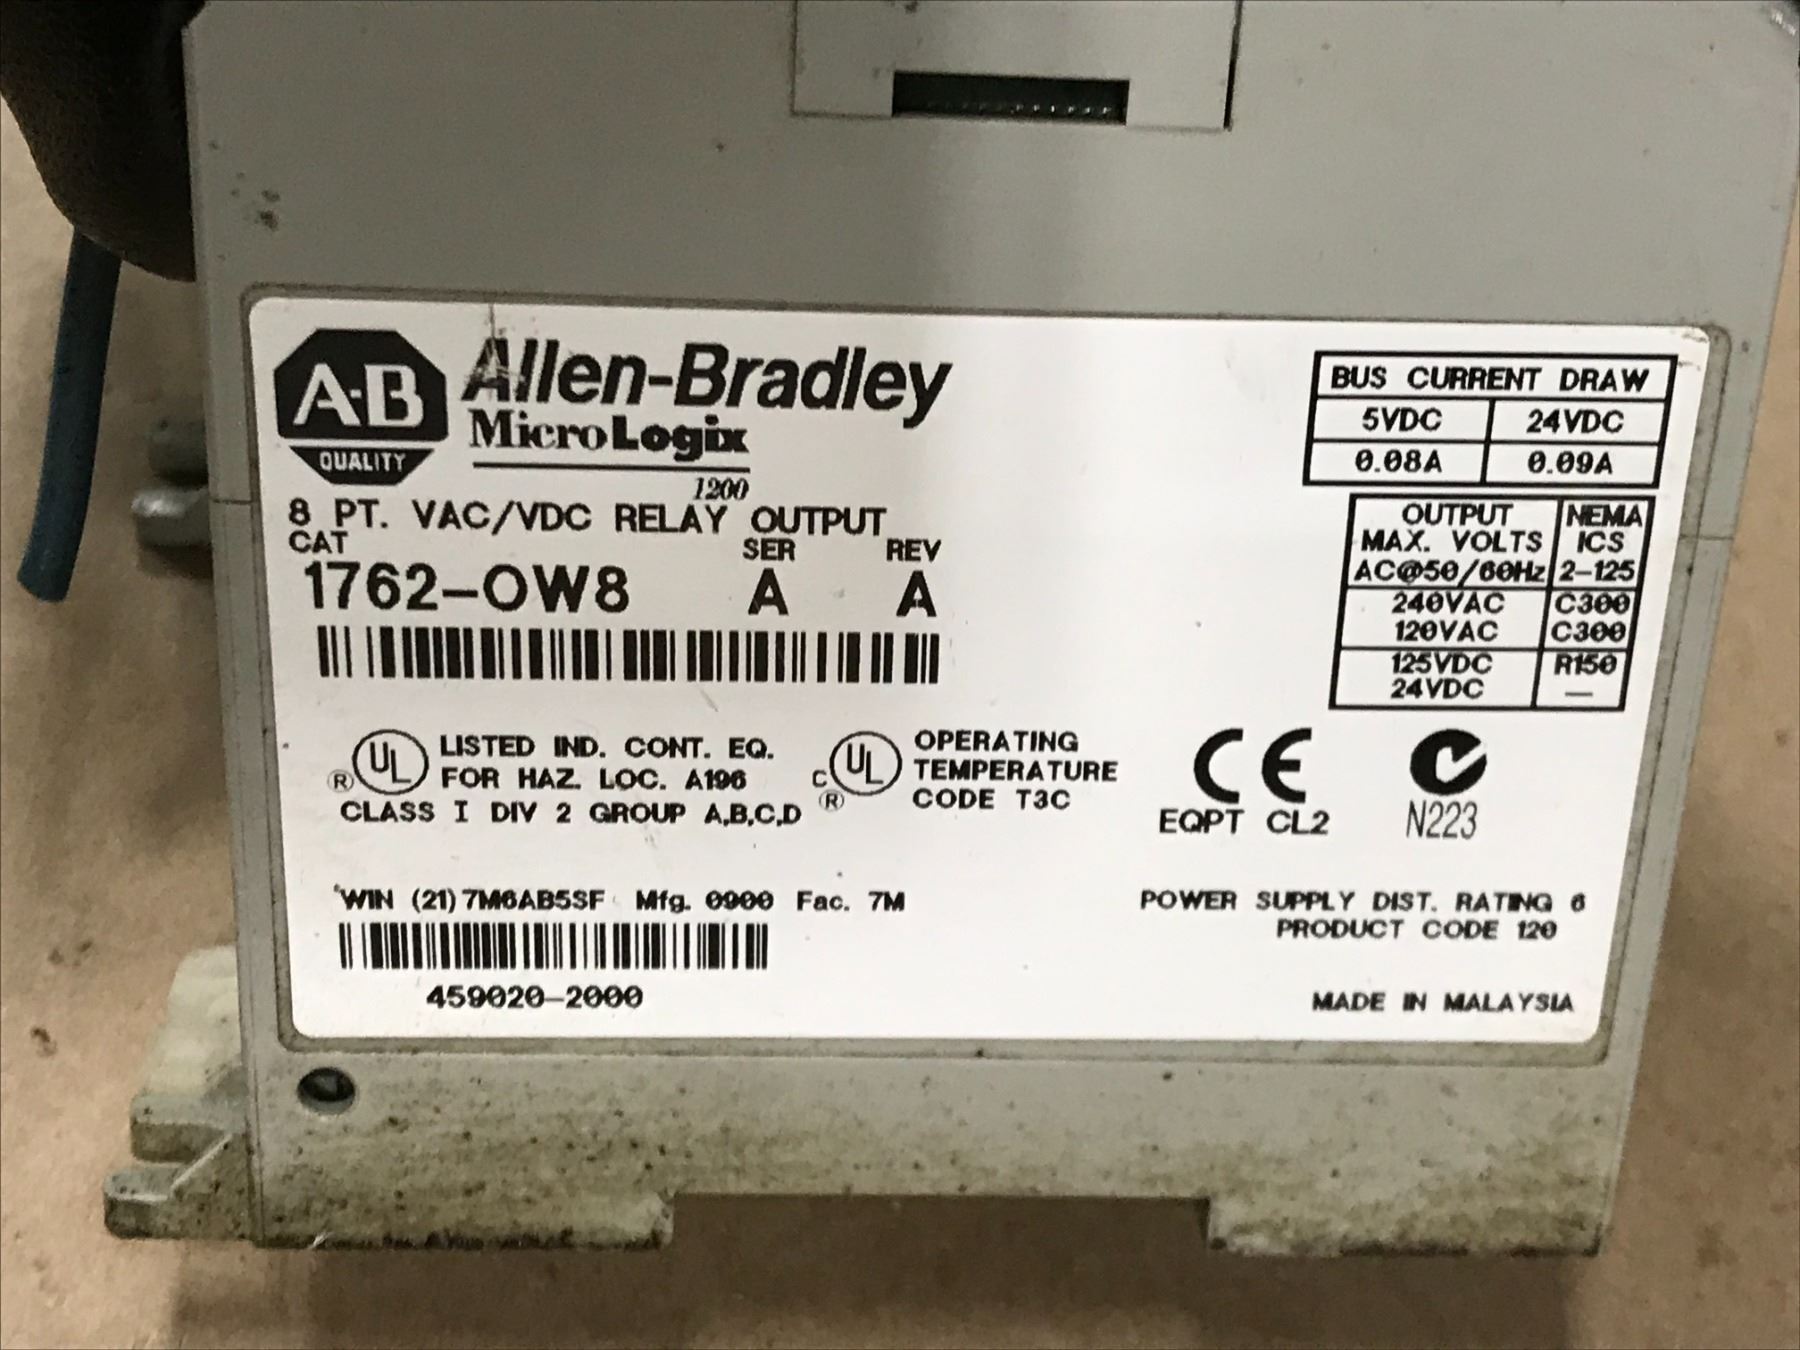 A-B
QUALITY
Allen-Bradley
MicroLogix
1200
8 PT. VAC/VDC RELAY OUTPUT
CAT SER REV
1762-OW8 A A
BUS CURRENT DRAW
5VDC 24VDC
0.08A 0.09A
OUTPUT NEMA
MAX. VOLTS ICS
AC@50/60Hz 2-125
240VAC C300
120VAC C300
125VDC R150
24VDC —
UL LISTED IND. CONT. EQ.
® FOR HAZ. LOC. A196
CLASS I DIV 2 GROUP A,B,C,D
C UL ® OPERATING
TEMPERATURE
CODE T3C
CE
EQPT CL2
N223
WIN (21) 7M6AB5SF Mfg. 0900 Fac. 7M
459020-2000
POWER SUPPLY DIST. RATING 6
PRODUCT CODE 120
MADE IN MALAYSIA